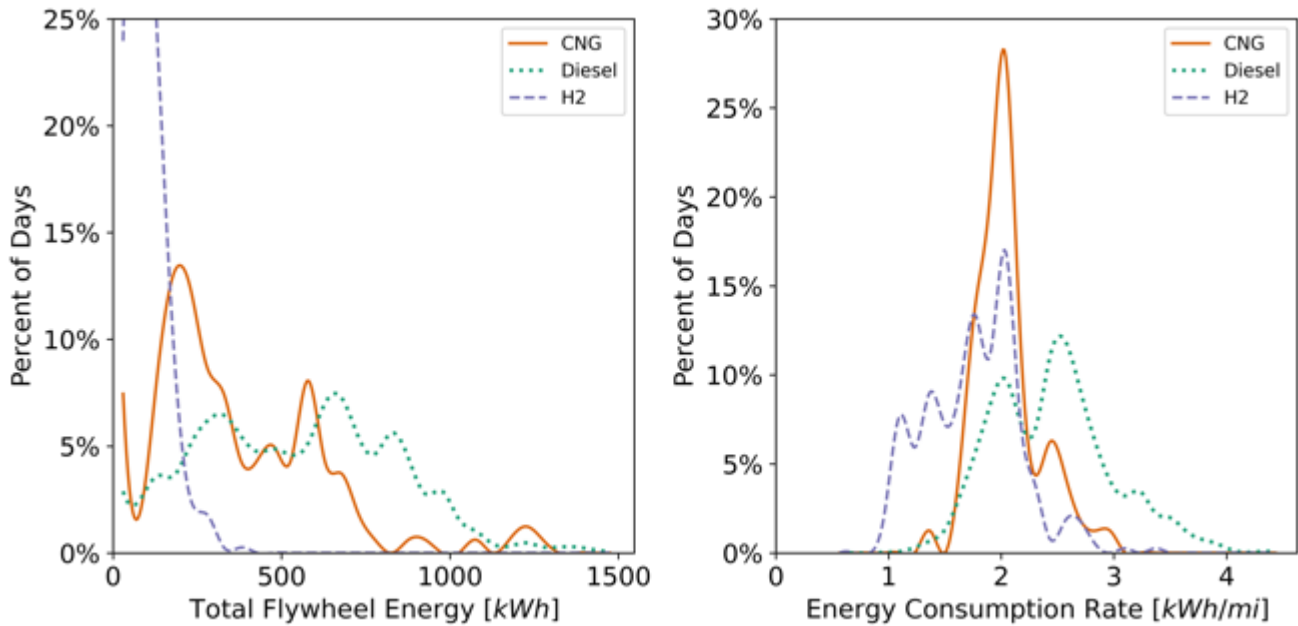 25%
20%
15%
10%
5%
0%
Percent of Days
0
500
1000
1500
Total Flywheel Energy [kWh]
CNG
Diesel
H2
30%
25%
20%
15%
10%
5%
0%
Percent of Days
0
1
2
3
4
Energy Consumption Rate [kWh/mi]
CNG
Diesel
H2